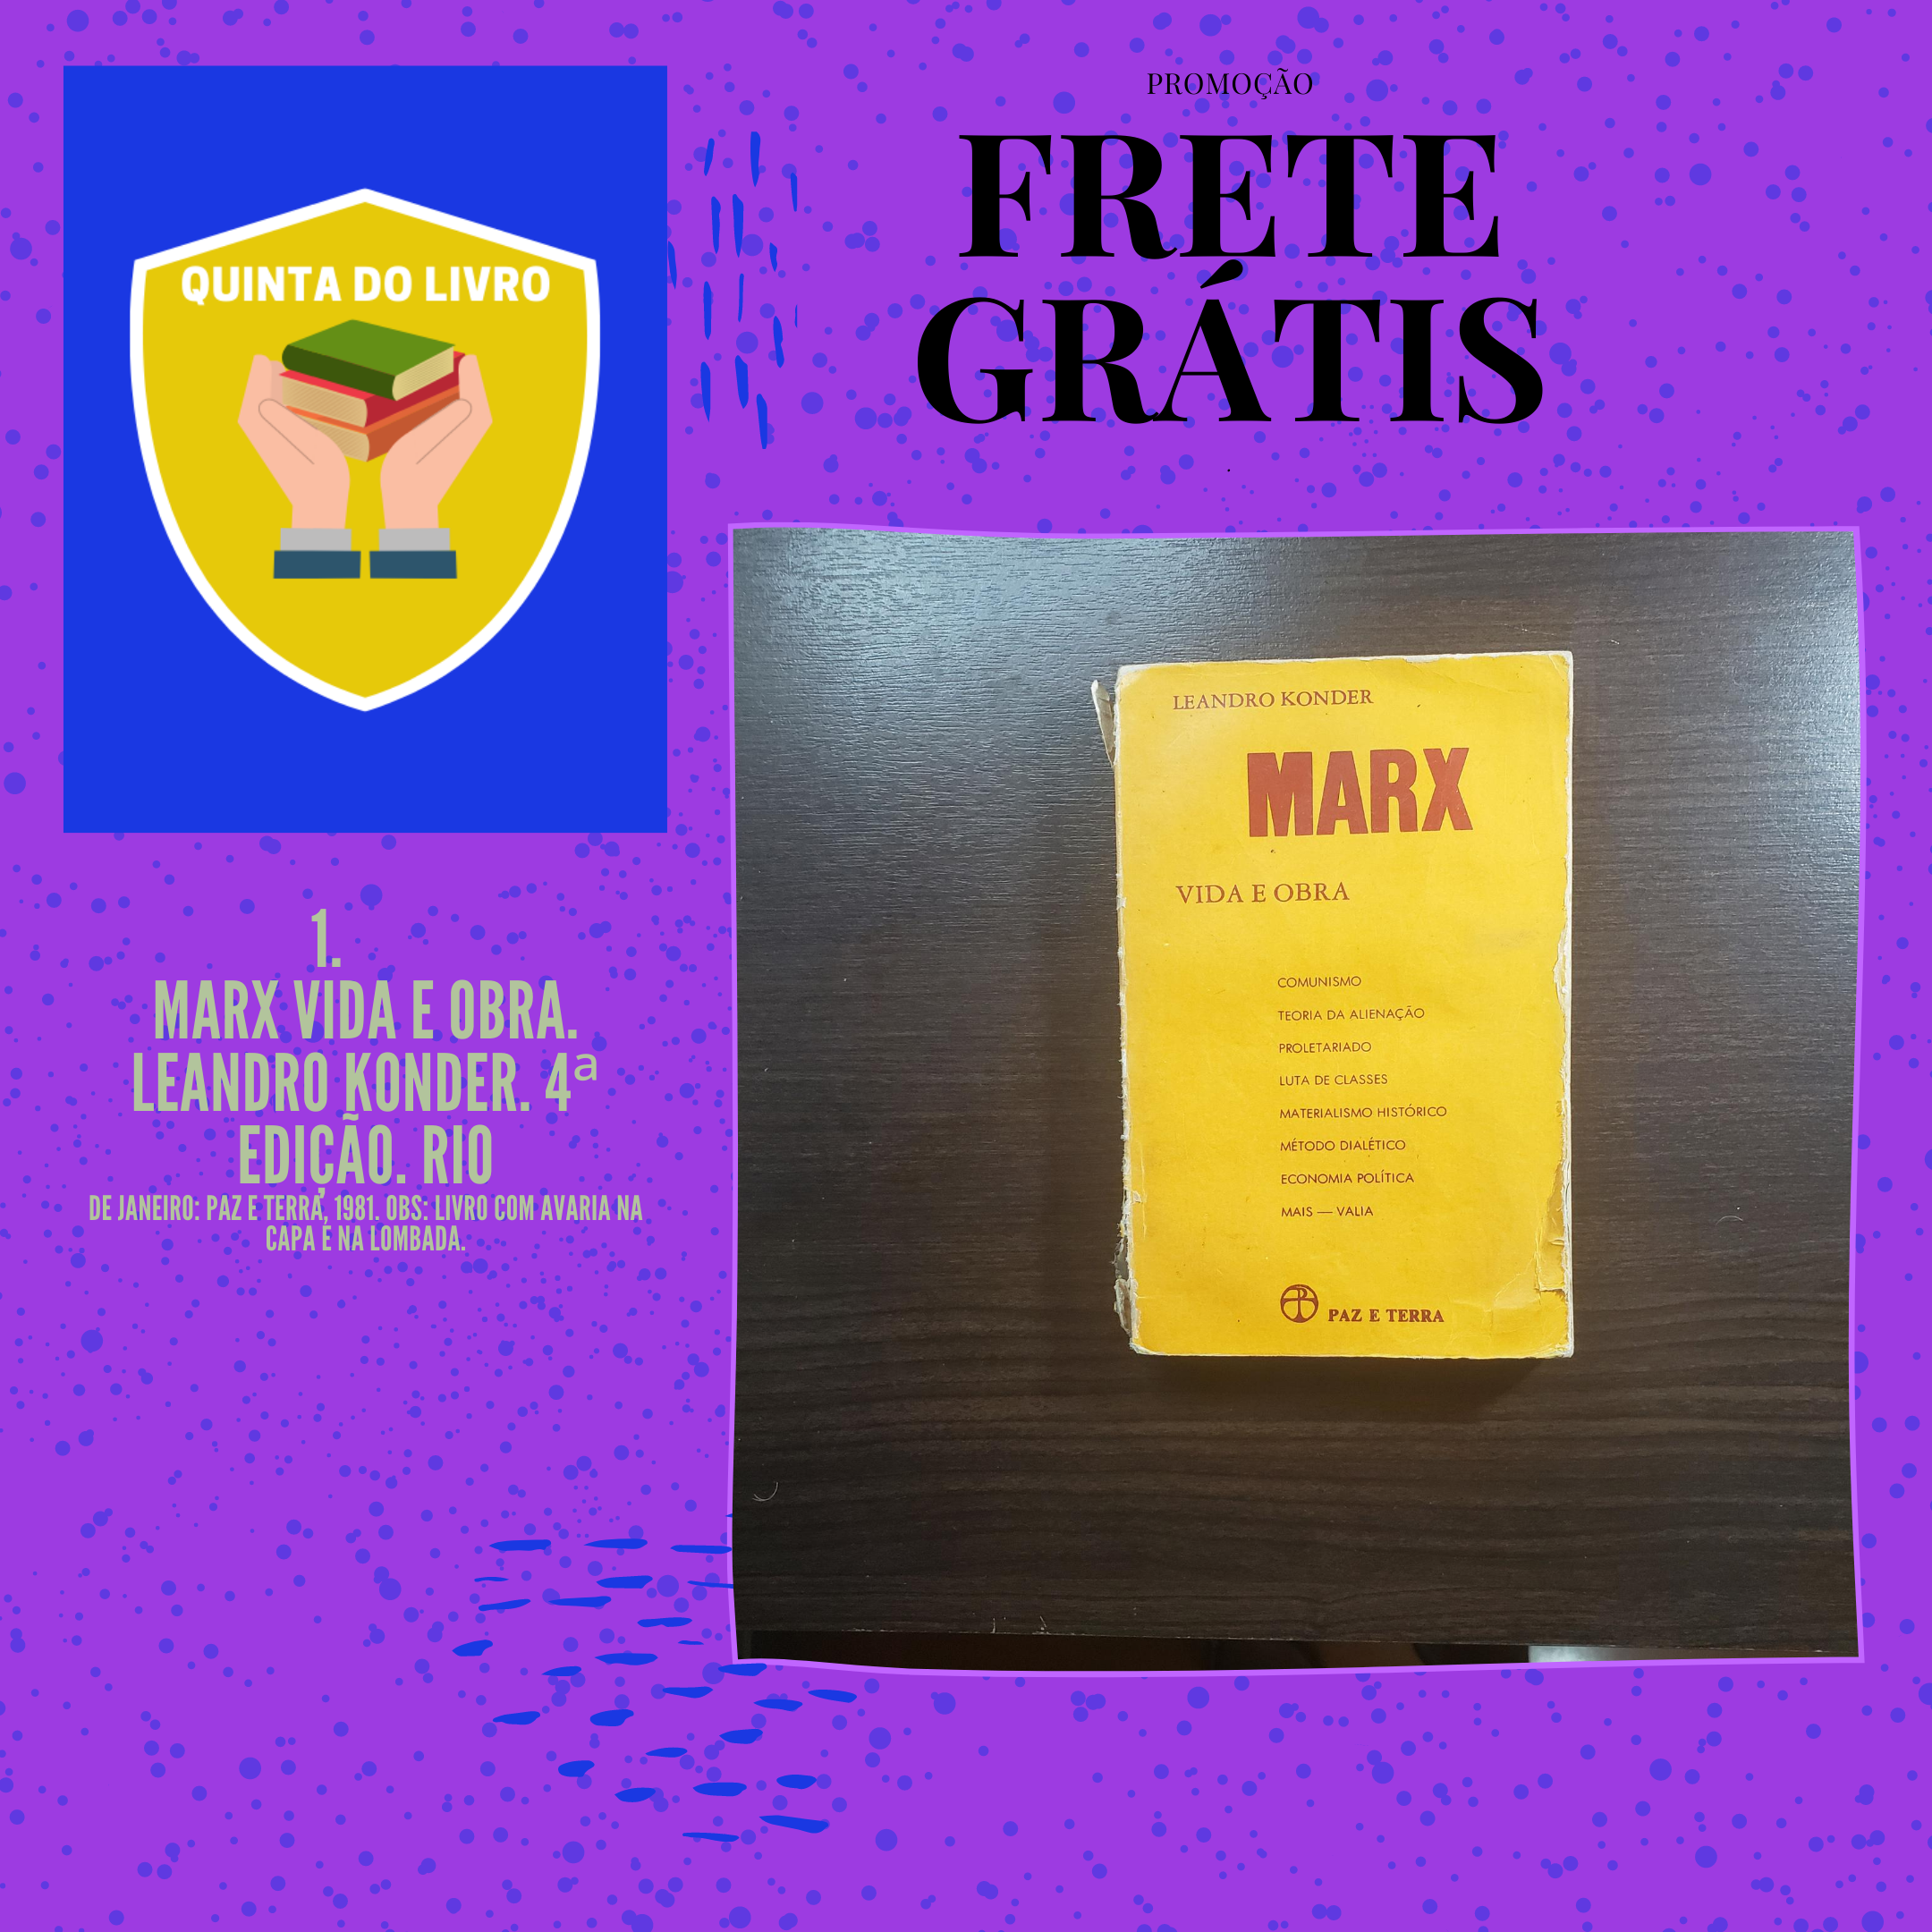 QUINTA DO LIVRO
PROMOÇÃO
FRETE
GRÁTIS
.
1.
MARX VIDA E OBRA.
LEANDRO KONDER. 4ª
EDIÇÃO. RIO
DE JANEIRO: PAZ E TERRA, 1981. OBS: LIVRO COM AVARIA NA
CAPA E NA LOMBADA.
LEANDRO KONDER
MARX
VIDA E OBRA
COMUNISMO
TEORIA DA ALIENAÇÃO
PROLETARIADO
LUTA DE CLASSES
MATERIALISMO HISTÓRICO
MÉTODO DIALÉTICO
ECONOMIA POLÍTICA
MAIS — VALIA
PAZ E TERRA